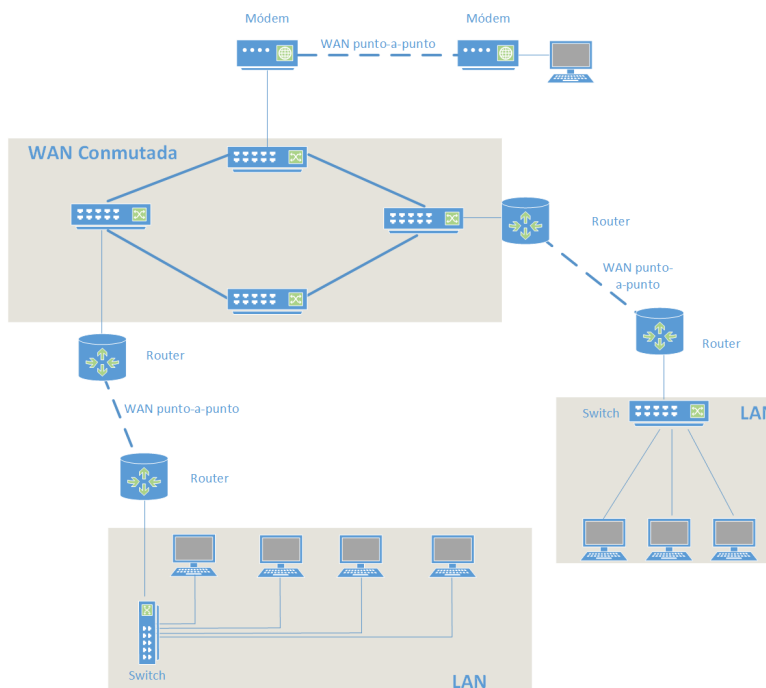 Módem
Módem
WAN punto-a-punto
WAN Conmutada
Router
WAN punto-
a-punto
Router
Router
WAN punto-a-punto
Switch
LAN
Router
Switch
LAN